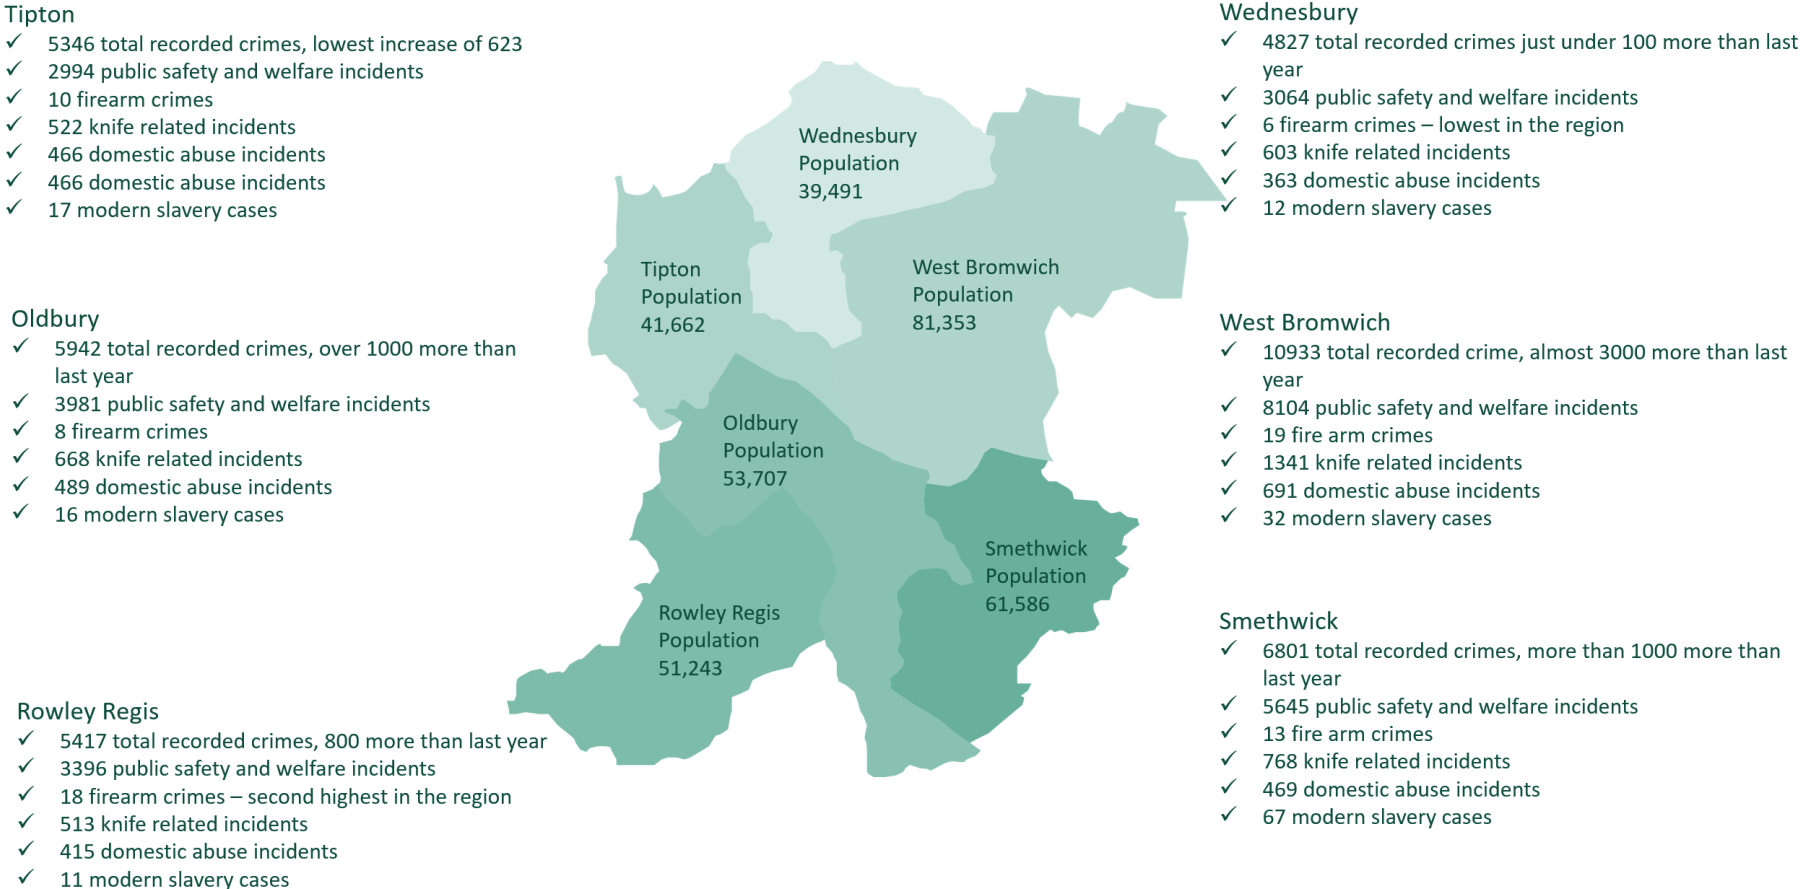 Tipton
✓ 5346 total recorded crimes, lowest increase of 623
✓ 2994 public safety and welfare incidents
✓ 10 firearm crimes
✓ 522 knife related incidents
✓ 466 domestic abuse incidents
✓ 466 domestic abuse incidents
✓ 17 modern slavery cases
Oldbury
✓ 5942 total recorded crimes, over 1000 more than
last year
✓ 3981 public safety and welfare incidents
✓ 8 firearm crimes
✓ 668 knife related incidents
✓ 489 domestic abuse incidents
✓ 16 modern slavery cases
Rowley Regis
✓ 5417 total recorded crimes, 800 more than last year
✓ 3396 public safety and welfare incidents
✓ 18 firearm crimes – second highest in the region
✓ 513 knife related incidents
✓ 415 domestic abuse incidents
✓ 11 modern slavery cases
Wednesbury
Population
39,491
Tipton
Population
41,662
West Bromwich
Population
81,353
Oldbury
Population
53,707
Smethwick
Population
61,586
Rowley Regis
Population
51,243
Wednesbury
✓ 4827 total recorded crimes just under 100 more than last
year
✓ 3064 public safety and welfare incidents
✓ 6 firearm crimes – lowest in the region
✓ 603 knife related incidents
✓ 363 domestic abuse incidents
✓ 12 modern slavery cases
West Bromwich
✓ 10933 total recorded crime, almost 3000 more than last
year
✓ 8104 public safety and welfare incidents
✓ 19 fire arm crimes
✓ 1341 knife related incidents
✓ 691 domestic abuse incidents
✓ 32 modern slavery cases
Smethwick
✓ 6801 total recorded crimes, more than 1000 more than
last year
✓ 5645 public safety and welfare incidents
✓ 13 fire arm crimes
✓ 768 knife related incidents
✓ 469 domestic abuse incidents
✓ 67 modern slavery cases